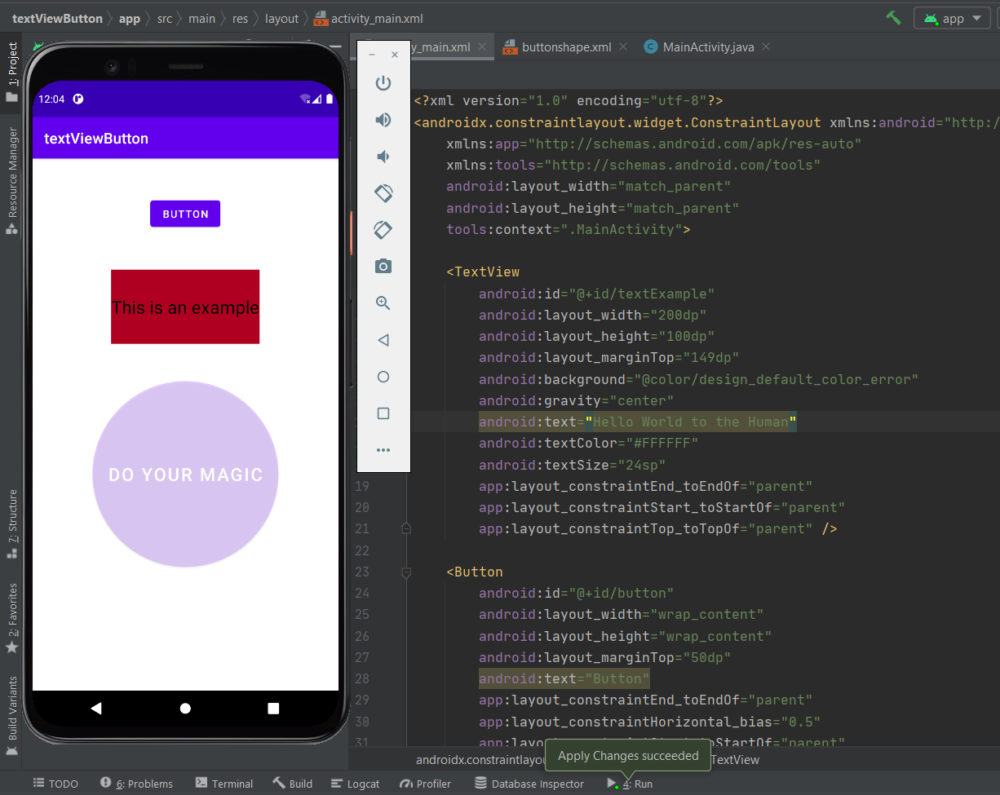 textViewButton app src main res layout activity_main.xml app
y_main.xml buttonshape.xml MainActivity.java
1: Project
Resource Manager
7: Structure
2: Favorites
Build Variants
12:04
textViewButton
BUTTON
This is an example
DO YOUR MAGIC
<?xml version="1.0" encoding="utf-8"?>
<androidx.constraintlayout.widget.ConstraintLayout xmlns:android="http:/
xmlns:app="http://schemas.android.com/apk/res-auto"
xmlns:tools="http://schemas.android.com/tools"
android:layout_width="match_parent"
android:layout_height="match_parent"
tools:context=".MainActivity">
<TextView
android:id="@+id/textExample"
android:layout_width="200dp"
android:layout_height="100dp"
android:layout_marginTop="149dp"
android:background="@color/design_default_color_error"
android:gravity="center"
android:text="Hello World to the Human"
android:textColor="#FFFFFF"
android:textSize="24sp"
19 app:layout_constraintEnd_toEndOf="parent"
20 app:layout_constraintStart_toStartOf="parent"
21 app:layout_constraintTop_toTopOf="parent" />
22
23 <Button
24 android:id="@+id/button"
25 android:layout_width="wrap_content"
26 android:layout_height="wrap_content"
27 android:layout_marginTop="50dp"
28 android:text="Button"
29 app:layout_constraintEnd_toEndOf="parent"
30 app:layout_constraintHorizontal_bias="0.5"
31 app:layout_constraintStart_toStartOf="parent"
androidx.constraintlayou TextView
Apply Changes succeeded
TODO 6: Problems Terminal Build Logcat Profiler Database Inspector 4: Run